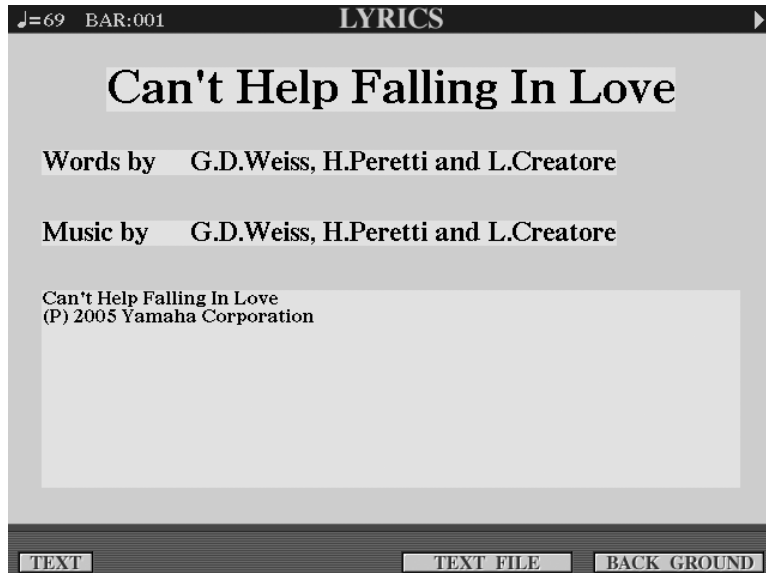 ♩=69 BAR:001 LYRICS
Can't Help Falling In Love
Words by G.D.Weiss, H.Peretti and L.Creatore
Music by G.D.Weiss, H.Peretti and L.Creatore
Can't Help Falling In Love
(P) 2005 Yamaha Corporation
TEXT TEXT FILE BACK GROUND